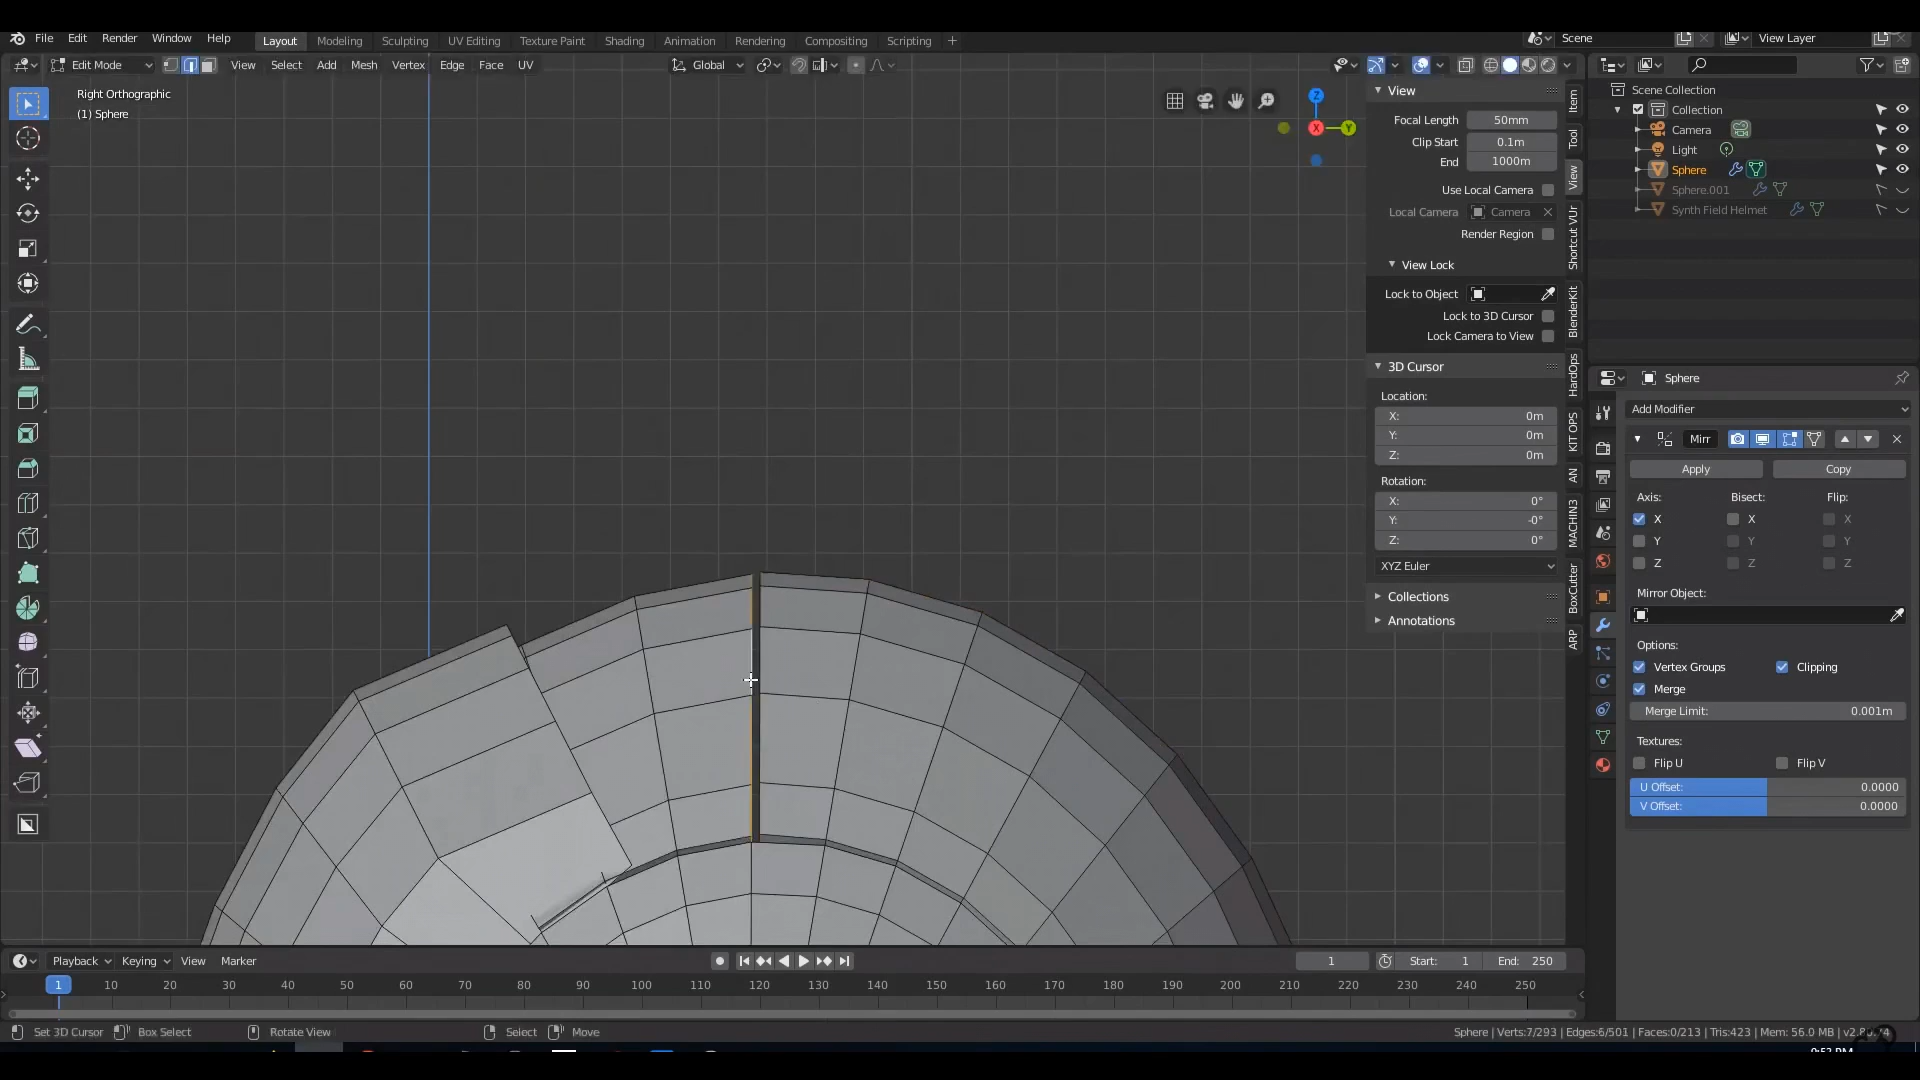 File Edit Render Window Help
Layout Modeling Sculpting UV Editing Texture Paint Shading Animation Rendering Compositing Scripting +
Scene
View Layer
Edit Mode
View Select Add Mesh Vertex Edge Face UV
Global
Right Orthographic
(1) Sphere
Z
X
Y
View
Focal Length 50mm
Clip Start 0.1m
End 1000m
Use Local Camera
Local Camera Camera
Render Region
View Lock
Lock to Object
Lock to 3D Cursor
Lock Camera to View
3D Cursor
Location:
X: 0m
Y: 0m
Z: 0m
Rotation:
X: 0°
Y: -0°
Z: 0°
XYZ Euler
Collections
Annotations
Item
Tool
View
Shortcut VUr
BlenderKit
HardOps
KIT OPS
AN
MACHIN3
BoxCutter
ARP
Scene Collection
Collection
Camera
Light
Sphere
Sphere.001
Synth Field Helmet
Sphere
Add Modifier
Mirr
Apply Copy
Axis: Bisect: Flip:
X X X
Y Y Y
Z Z Z
Mirror Object:
Options:
Vertex Groups Clipping
Merge
Merge Limit: 0.001m
Textures:
Flip U Flip V
U Offset: 0.0000
V Offset: 0.0000
Playback Keying View Marker
1 Start: 1 End: 250
1 10 20 30 40 50 60 70 80 90 100 110 120 130 140 150 160 170 180 190 200 210 220 230 240 250
Set 3D Cursor Box Select Rotate View Select Move
Sphere | Verts:7/293 | Edges:6/501 | Faces:0/213 | Tris:423 | Mem: 56.0 MB